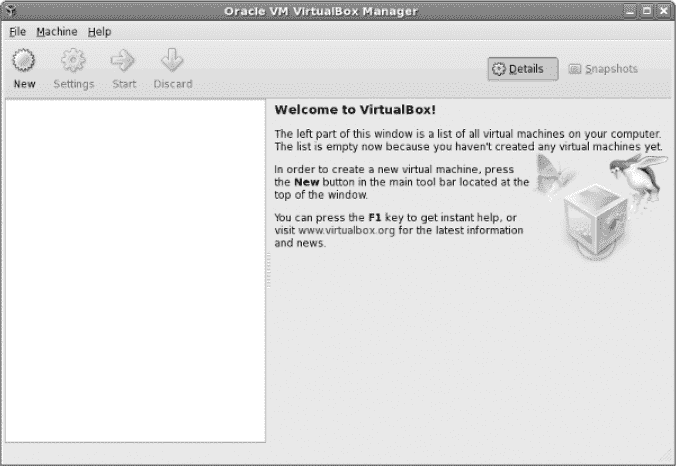 Oracle VM VirtualBox Manager
File Machine Help
New Settings Start Discard
Details Snapshots
Welcome to VirtualBox!
The left part of this window is a list of all virtual machines on your computer.
The list is empty now because you haven't created any virtual machines yet.
In order to create a new virtual machine, press
the New button in the main tool bar located at the
top of the window.
You can press the F1 key to get instant help, or
visit www.virtualbox.org for the latest information
and news.